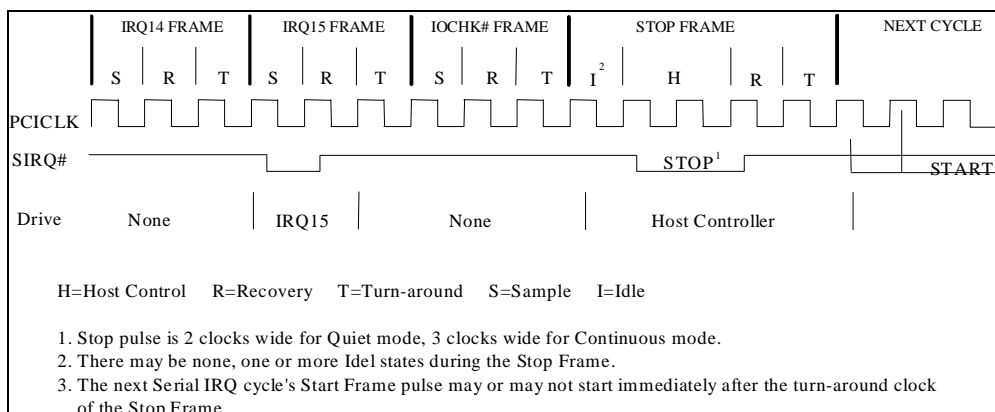 IRQ14 FRAME IRQ15 FRAME IOCHK# FRAME STOP FRAME NEXT CYCLE
S R T S R T S R T I 2 H R T
PCICLK
SIRQ# STOP 1 START
Drive None IRQ15 None Host Controller
H=Host Control R=Recovery T=Turn-around S=Sample I=Idle
1. Stop pulse is 2 clocks wide for Quiet mode, 3 clocks wide for Continuous mode.
2. There may be none, one or more Idel states during the Stop Frame.
3. The next Serial IRQ cycle's Start Frame pulse may or may not start immediately after the turn-around clock
of the Stop Frame